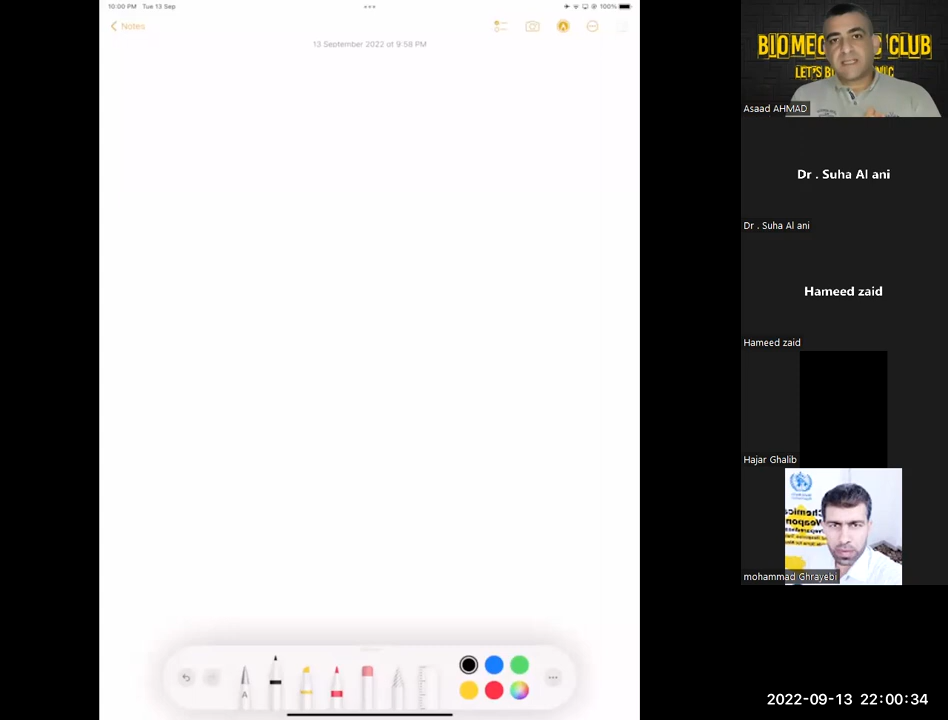 10:00 PM Tue 13 Sep
100%
Notes
13 September 2022 at 9:58 PM
A
LET'S
CLUB
Asaad AHMAD
Dr . Suha Al ani
Dr . Suha Al ani
Hameed zaid
Hameed zaid
Hajar Ghalib
mohammad Ghrayebi
2022-09-13 22:00:34